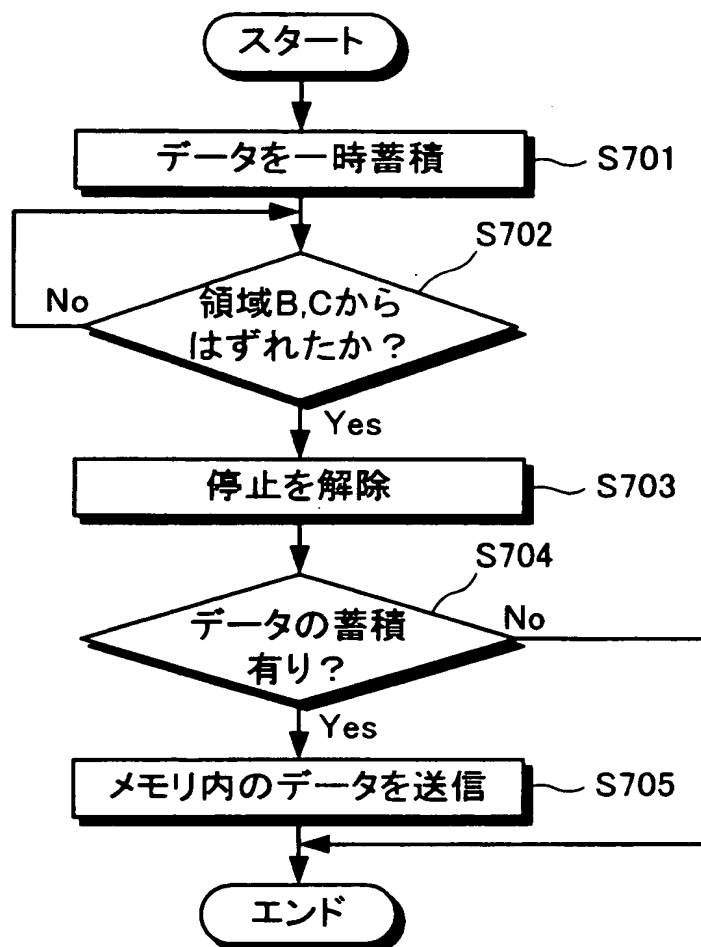 スタート
データを一時蓄積
S701
S702
No
領域B,Cから
はずれたか？
Yes
停止を解除
S703
S704
データの蓄積
有り？
No
Yes
メモリ内のデータを送信
S705
エンド